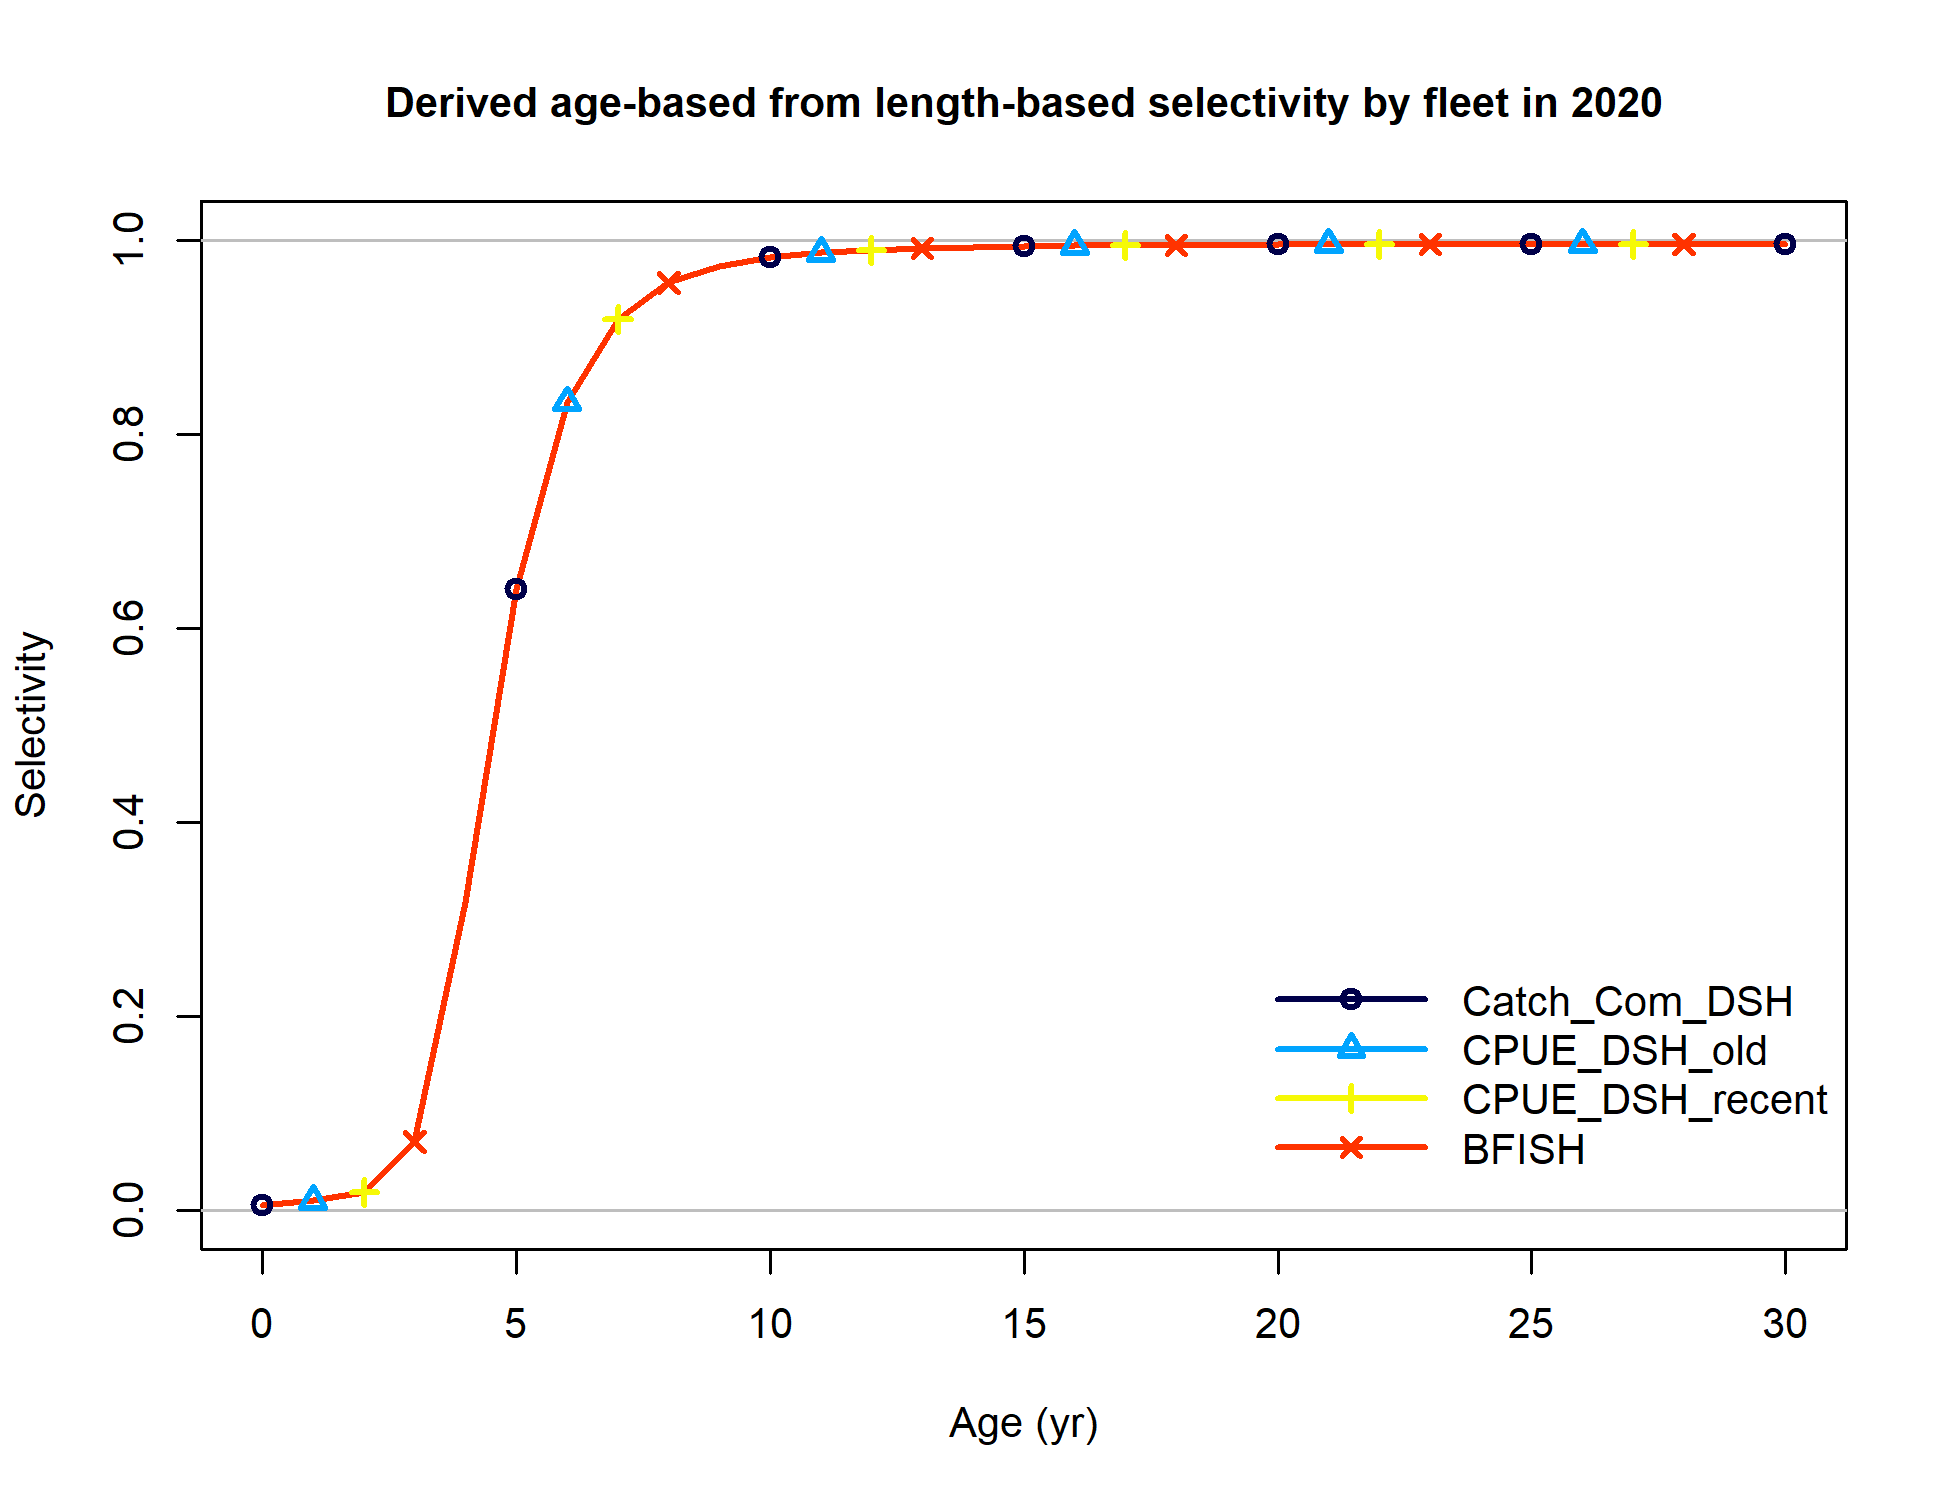 Derived age-based from length-based selectivity by fleet in 2020
Selectivity
1.0
0.8
0.6
0.4
0.2
0.0
Catch_Com_DSH
CPUE_DSH_old
CPUE_DSH_recent
BFISH
0 5 10 15 20 25 30
Age (yr)